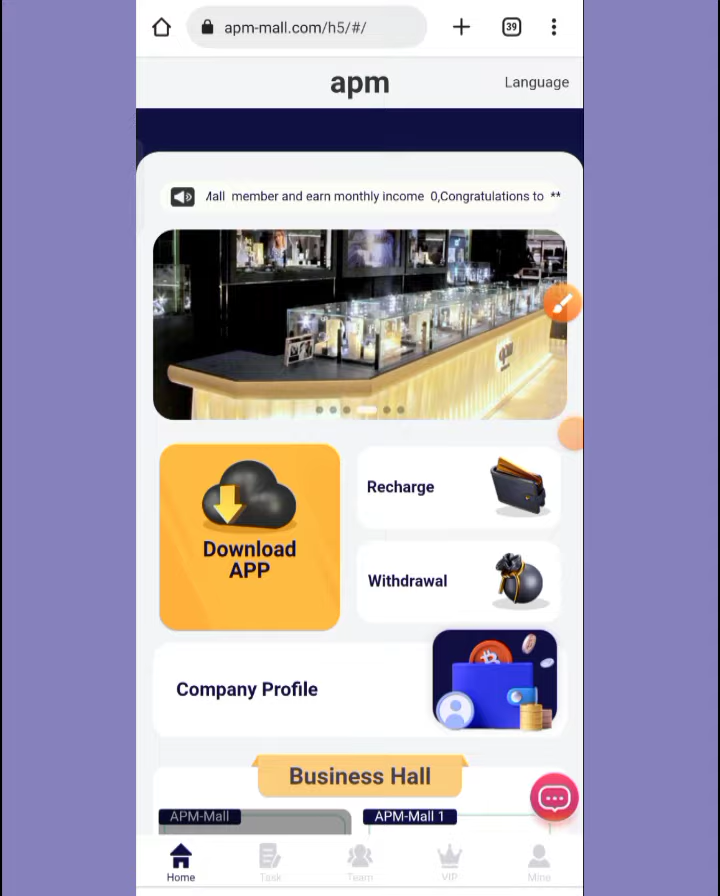 39
apm-mall.com/h5/#/
apm
Language
member and earn monthly income 0,Congratulations to **
Download
APP
Recharge
Withdrawal
Company Profile
Business Hall
APM-Mall
APM-Mall 1
Home
Task
Team
VIP
Mine